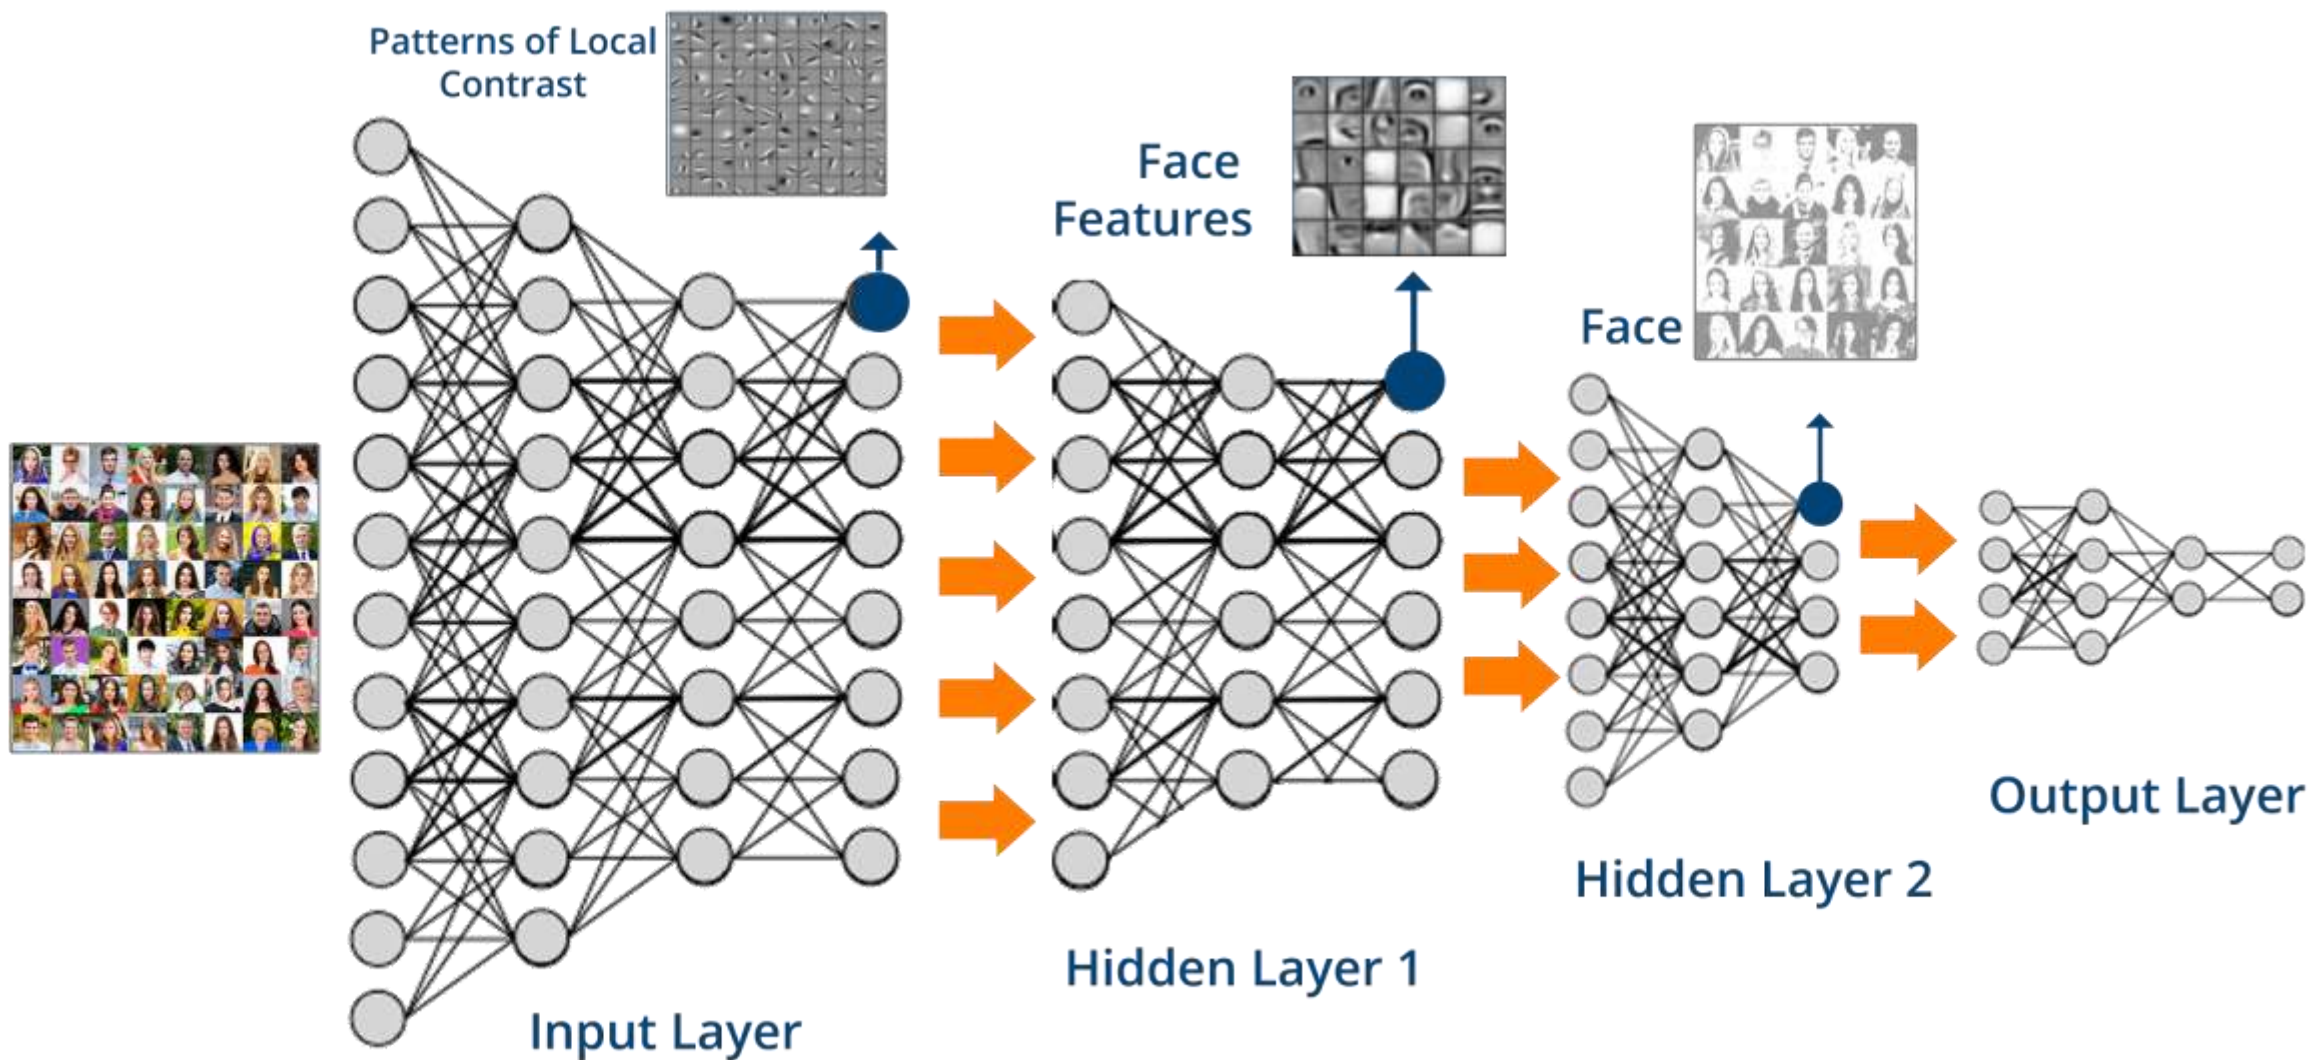 Patterns of Local
Contrast
Face
Features
Face
Input Layer
Hidden Layer 1
Hidden Layer 2
Output Layer